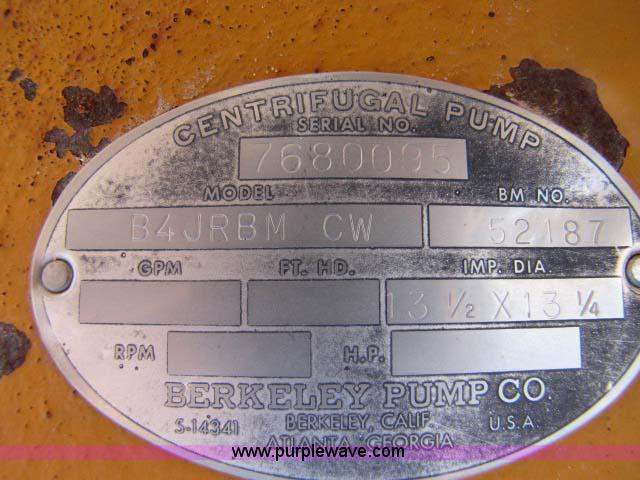 CENTRIFUGAL PUMP
SERIAL NO.
7680095
MODEL BM NO.
B4JRBM CW 52187
GPM FT. HD. IMP. DIA.
13 1/2 X 13 1/4
RPM H.P.
BERKELEY PUMP CO.
S-14341 BERKELEY, CALIF U.S.A.
ATLANTA, GEORGIA
www.purplewave.com